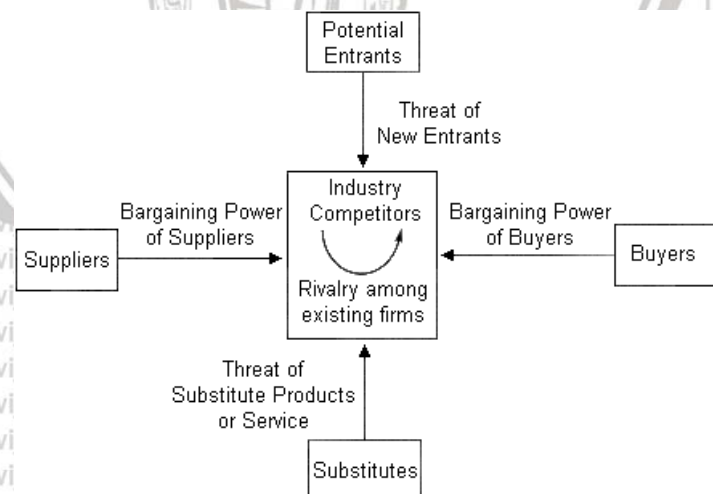 Potential
Entrants
Threat of
New Entrants
Industry
Competitors
Bargaining Power
of Suppliers
Bargaining Power
of Buyers
Suppliers
Buyers
Rivalry among
existing firms
Threat of
Substitute Products
or Service
Substitutes